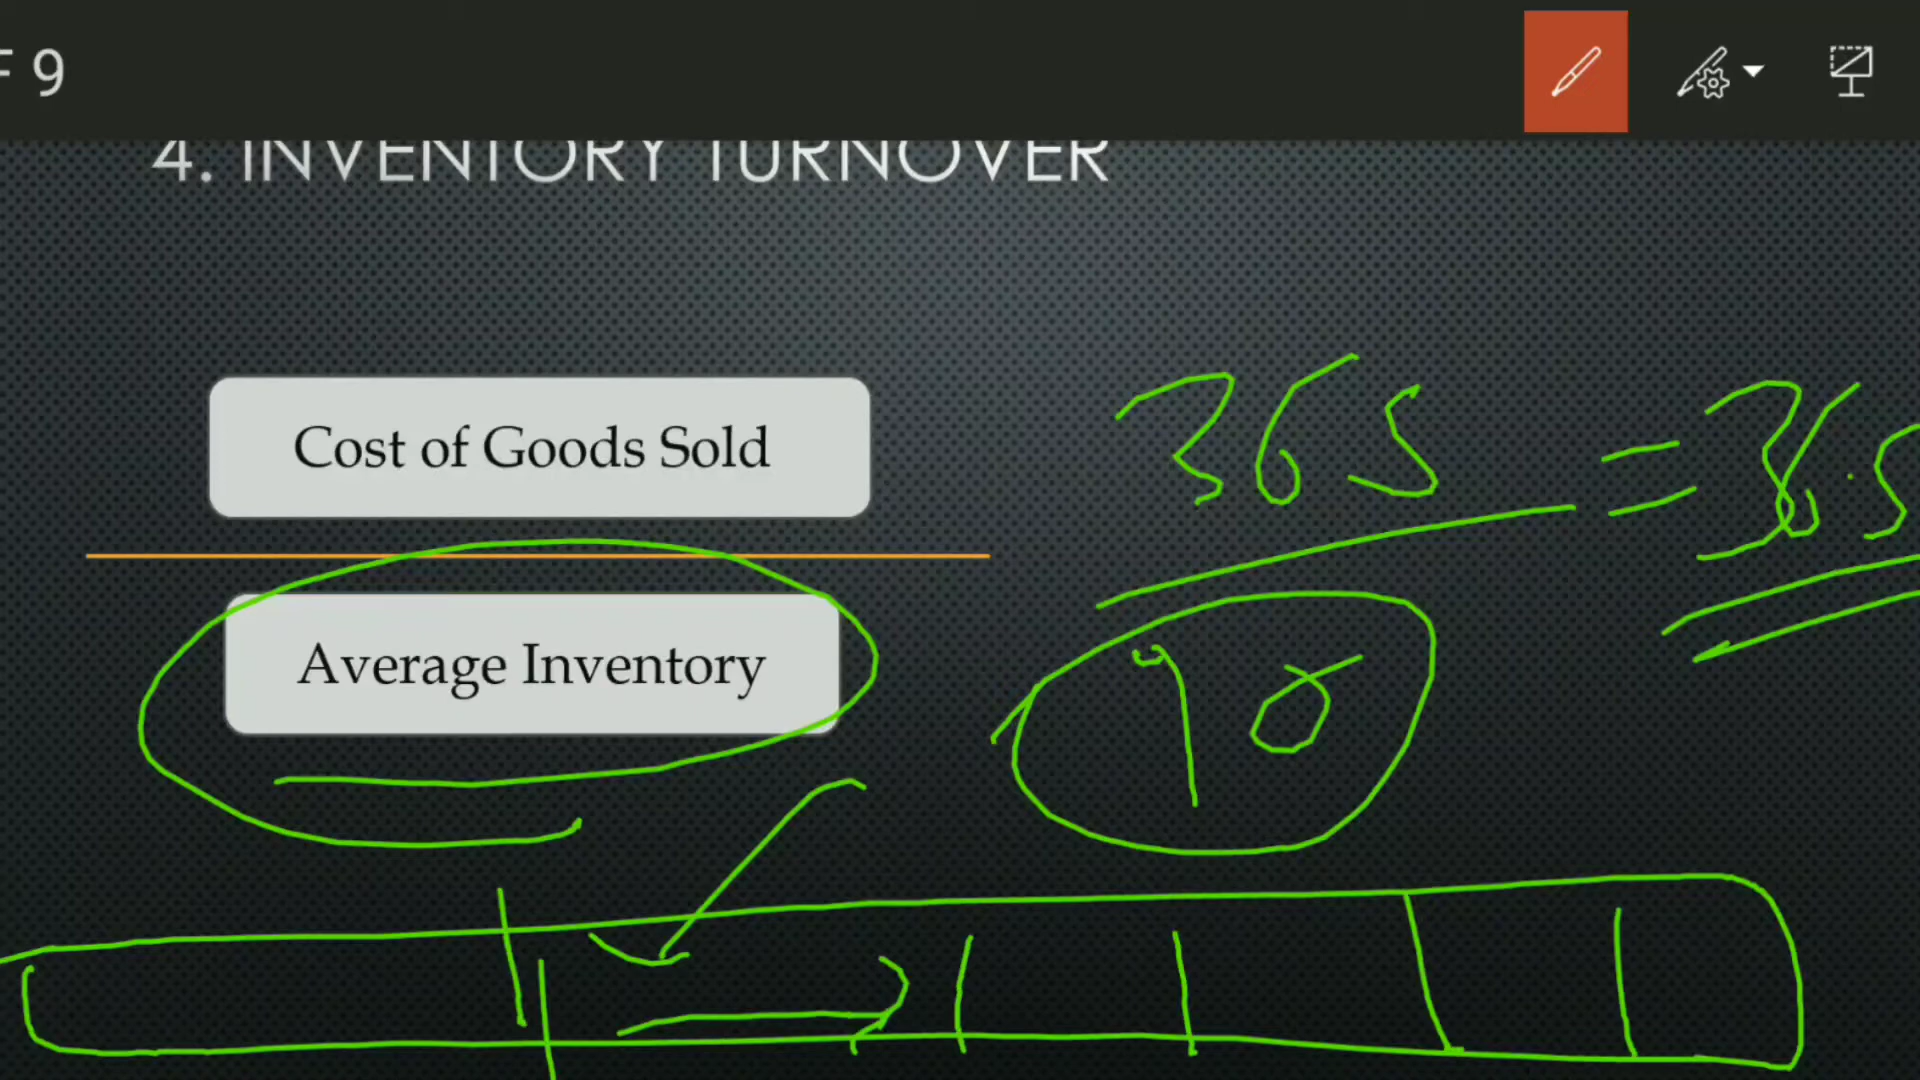 F 9
4. INVENTORY TURNOVER
Cost of Goods Sold
Average Inventory
365
10
= 36.5